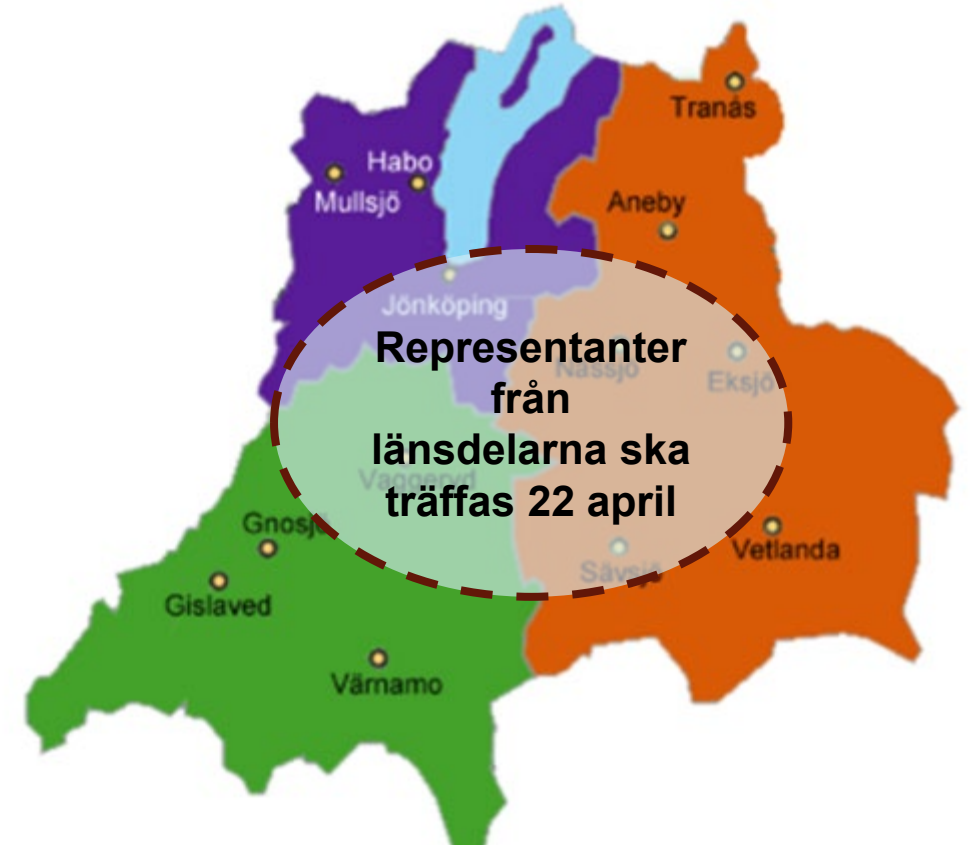 Tranås
Habo
Mullsjö
Aneby
Jönköping
Representanter
från
länsdelarna ska
träffas 22 april
Nässjö
Eksjö
Vaggeryd
Gnosjö
Vetlanda
Sävsjö
Gislaved
Värnamo